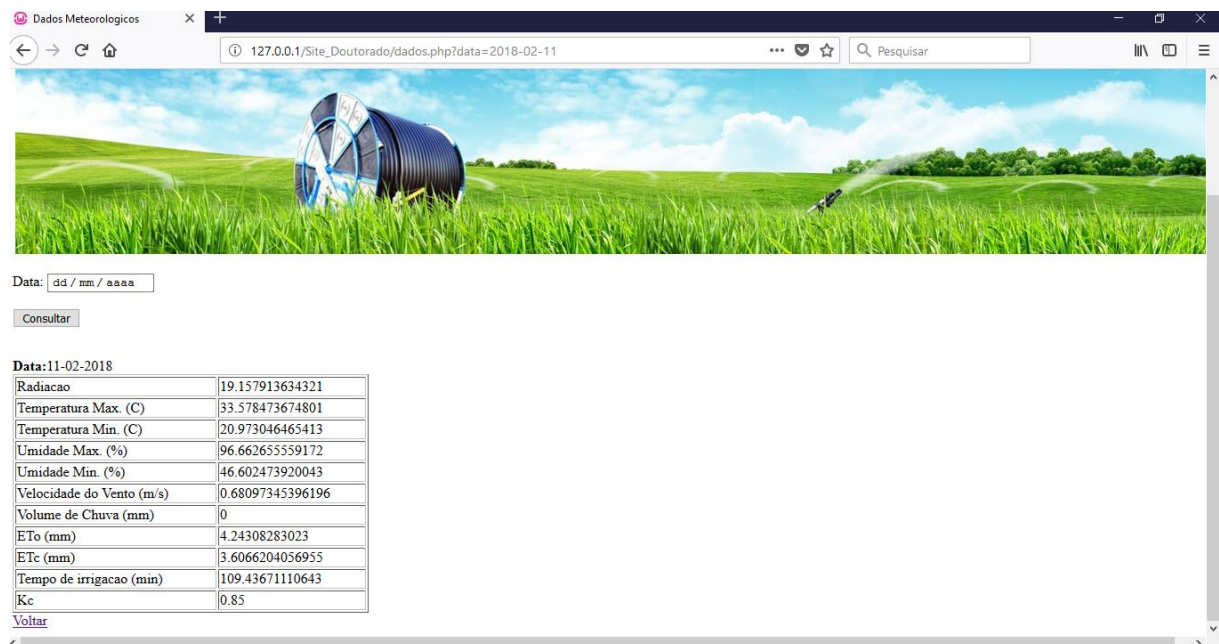 Dados Meteorologicos
127.0.0.1/Site_Doutorado/dados.php?data=2018-02-11
Pesquisar
Data: dd / mm / aaaa
Consultar
Data:11-02-2018
Radiacao 19.157913634321
Temperatura Max. (C) 33.578473674801
Temperatura Min. (C) 20.973046465413
Umidade Max. (%) 96.662655559172
Umidade Min. (%) 46.602473920043
Velocidade do Vento (m/s) 0.68097345396196
Volume de Chuva (mm) 0
ETo (mm) 4.24308283023
ETc (mm) 3.6066204056955
Tempo de irrigacao (min) 109.43671110643
Kc 0.85
Voltar